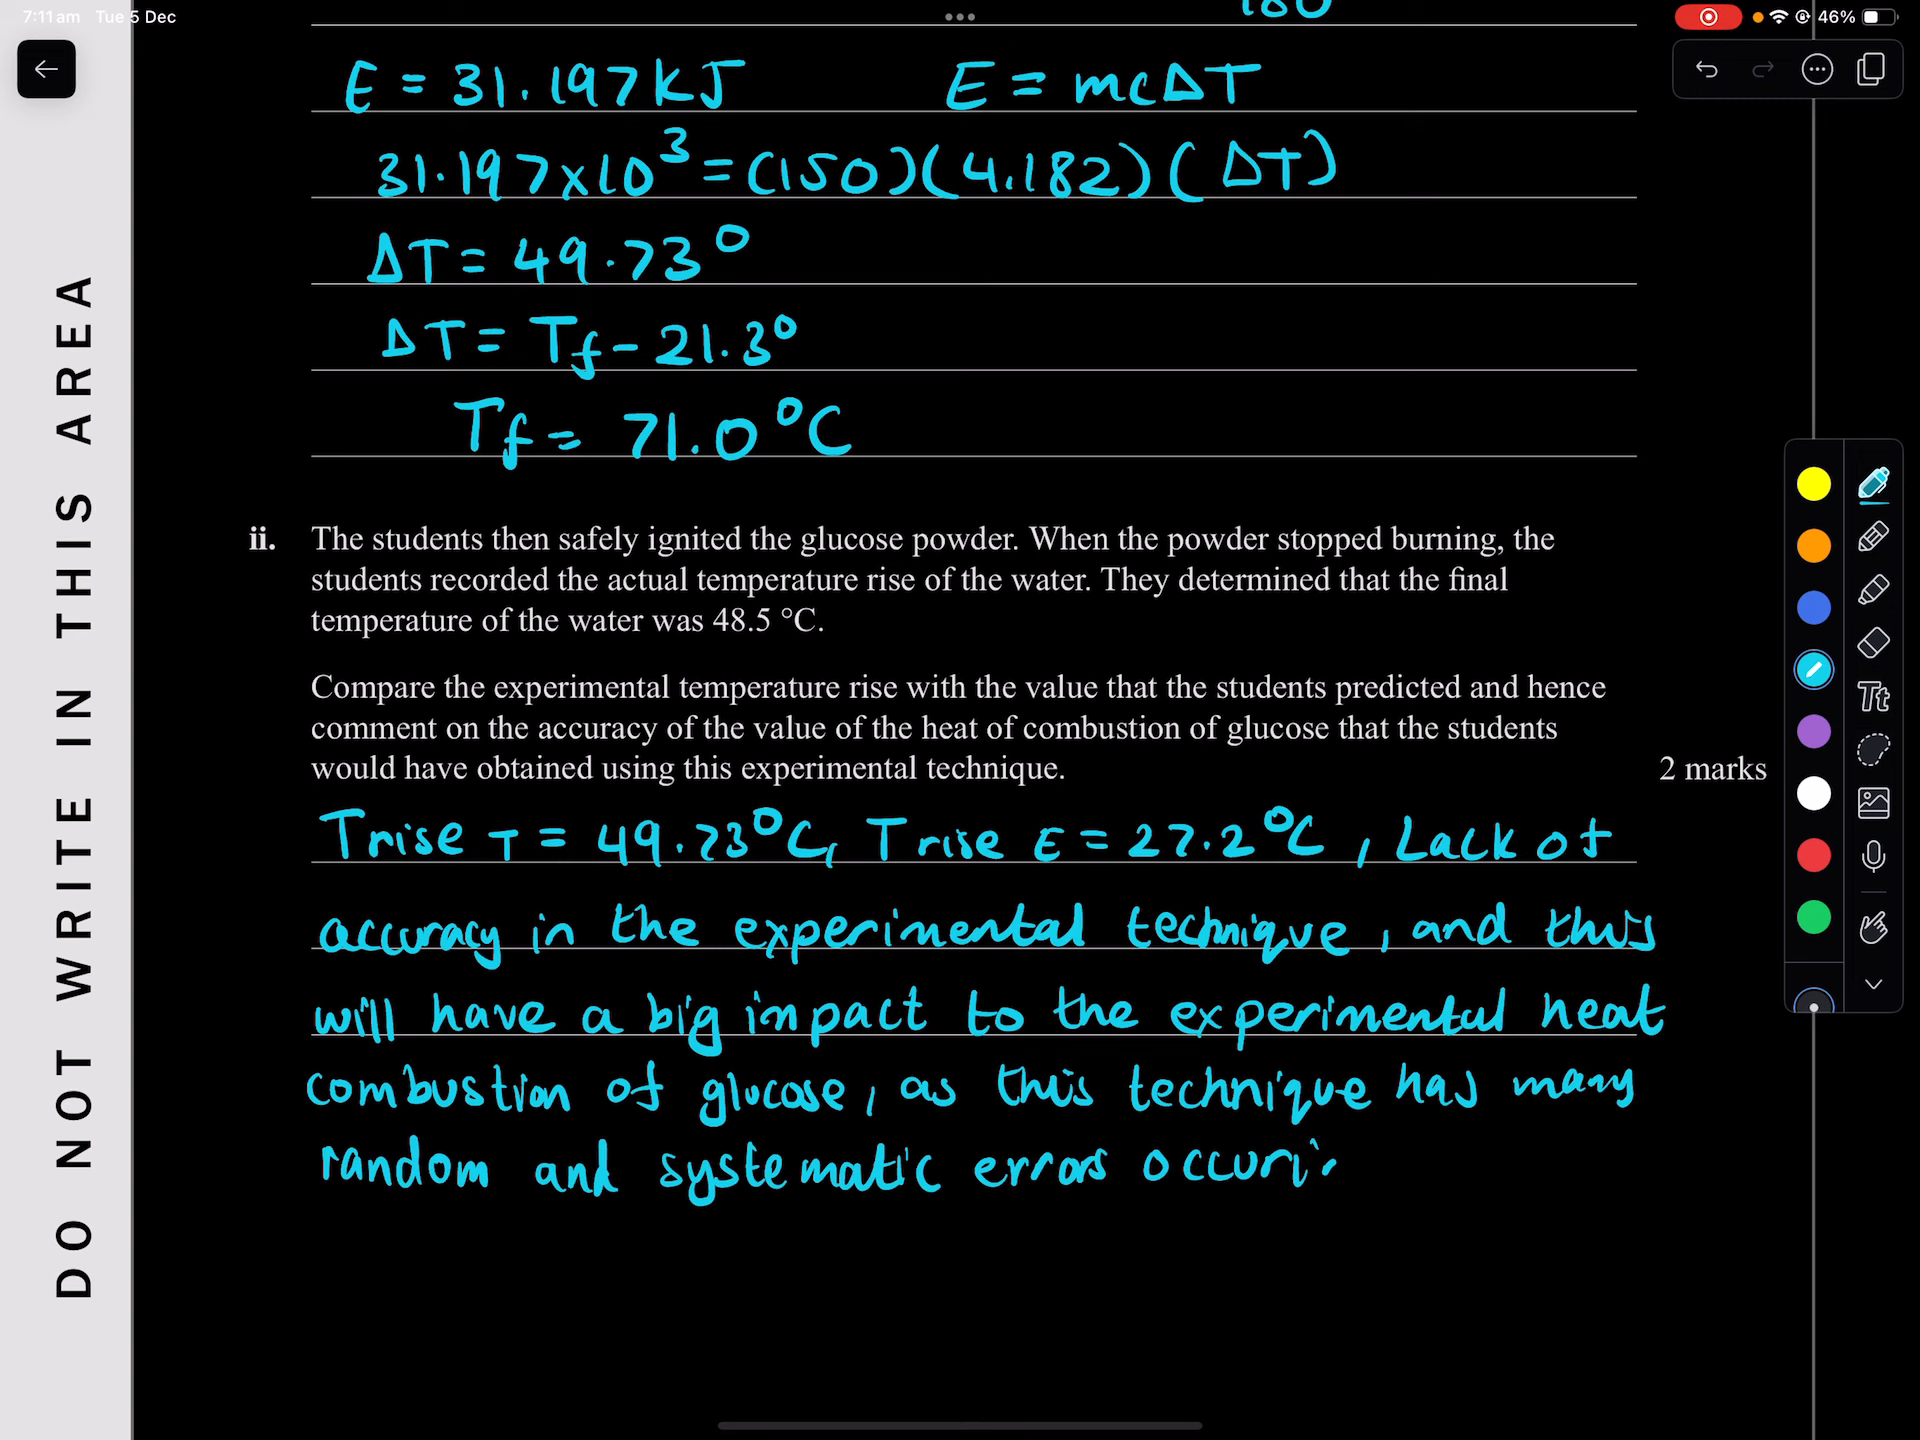 7:11am Tue 5 Dec
46%
180
E = 31.197kJ E = mcΔT
31.197x10³=(150)(4.182)(ΔT)
ΔT= 49.73°
ΔT= Tf- 21.3°
Tf= 71.0°C
ii. The students then safely ignited the glucose powder. When the powder stopped burning, the
students recorded the actual temperature rise of the water. They determined that the final
temperature of the water was 48.5 °C.
Compare the experimental temperature rise with the value that the students predicted and hence
comment on the accuracy of the value of the heat of combustion of glucose that the students
would have obtained using this experimental technique. 2 marks
Trise T = 49.73°C, Trise E = 27.2°C, Lack of
accuracy in the experimental technique, and this
will have a big impact to the experimental heat
combustion of glucose, as this technique has many
random and systematic errors occuri
DO NOT WRITE IN THIS AREA
Tt